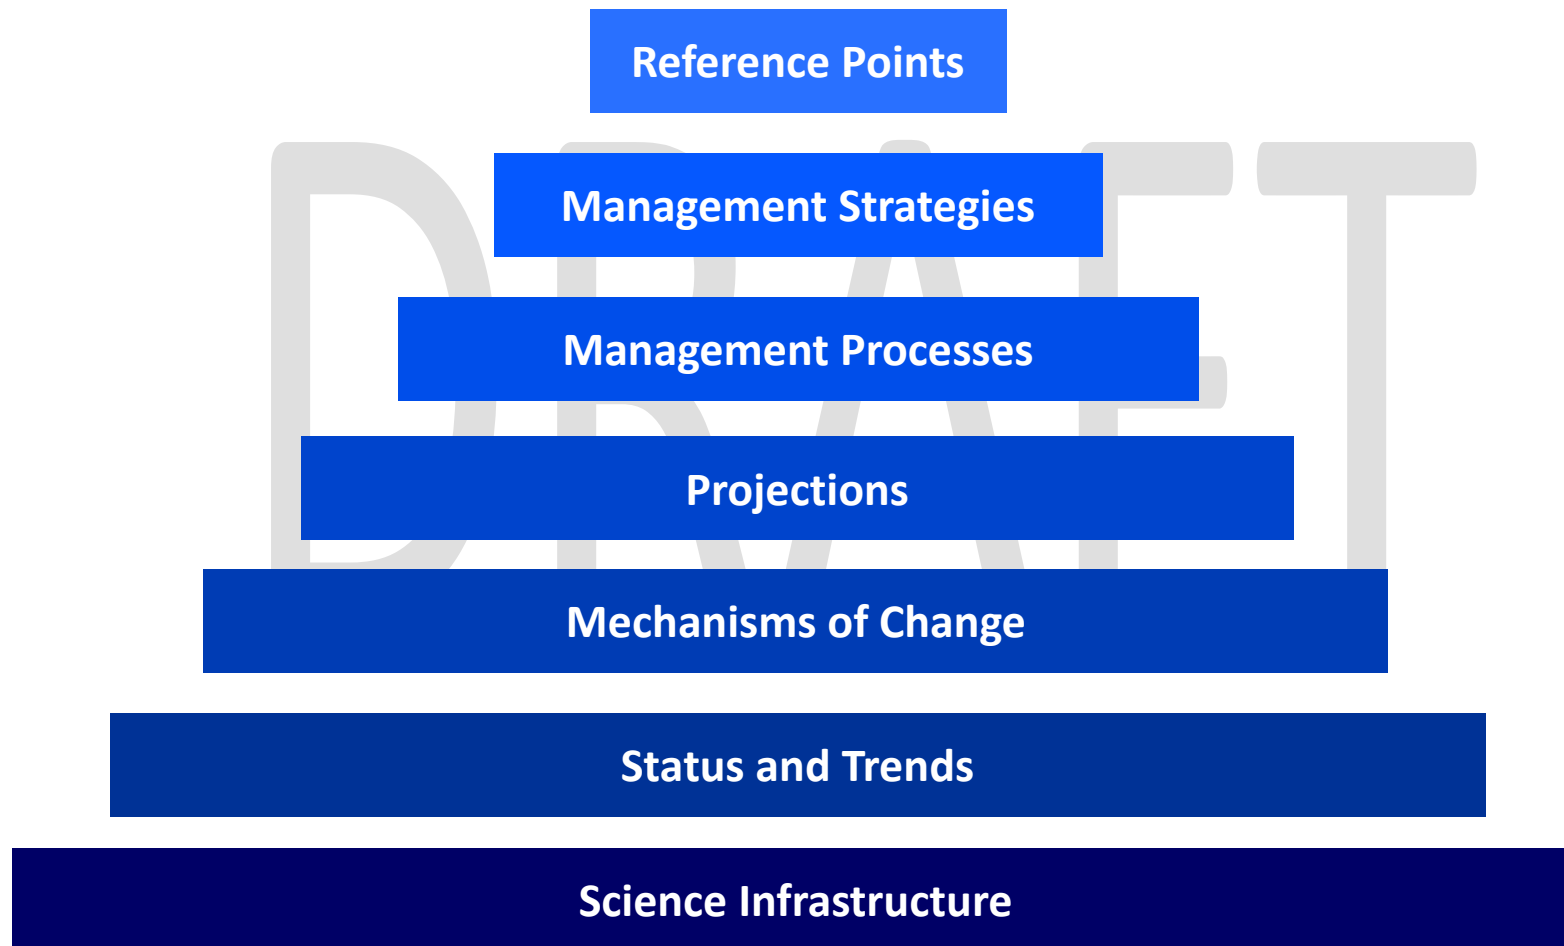 Reference Points
DRAFT
Management Strategies
Management Processes
Projections
Mechanisms of Change
Status and Trends
Science Infrastructure